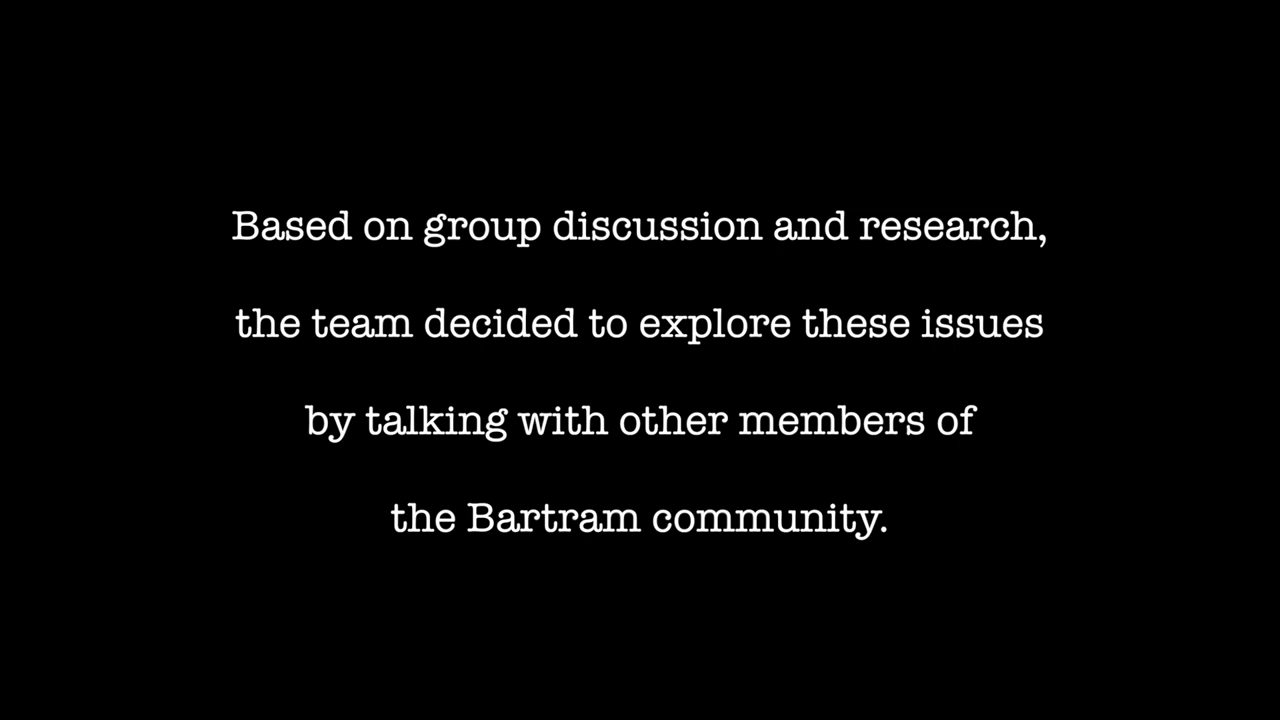 Based on group discussion and research,
the team decided to explore these issues
by talking with other members of
the Bartram community.